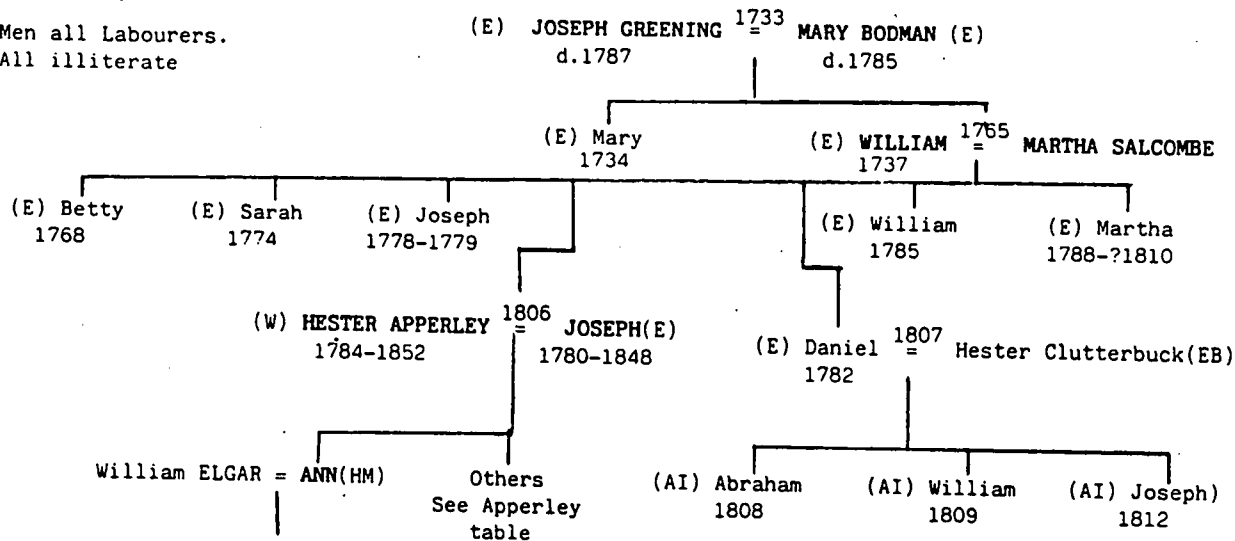 Men all Labourers.
All illiterate
(E) JOSEPH GREENING 1733 = MARY BODMAN (E)
d.1787 d.1785
(E) Mary (E) WILLIAM 1765 = MARTHA SALCOMBE
1734 1737
(E) Betty (E) Sarah (E) Joseph (E) William (E) Martha
1768 1774 1778-1779 1785 1788-?1810
(W) HESTER APPERLEY 1806 = JOSEPH(E)
1784-1852 1780-1848
(E) Daniel 1807 = Hester Clutterbuck(EB)
1782
William ELGAR = ANN(HM)
Others
See Apperley
table
(AI) Abraham (AI) William (AI) Joseph)
1808 1809 1812